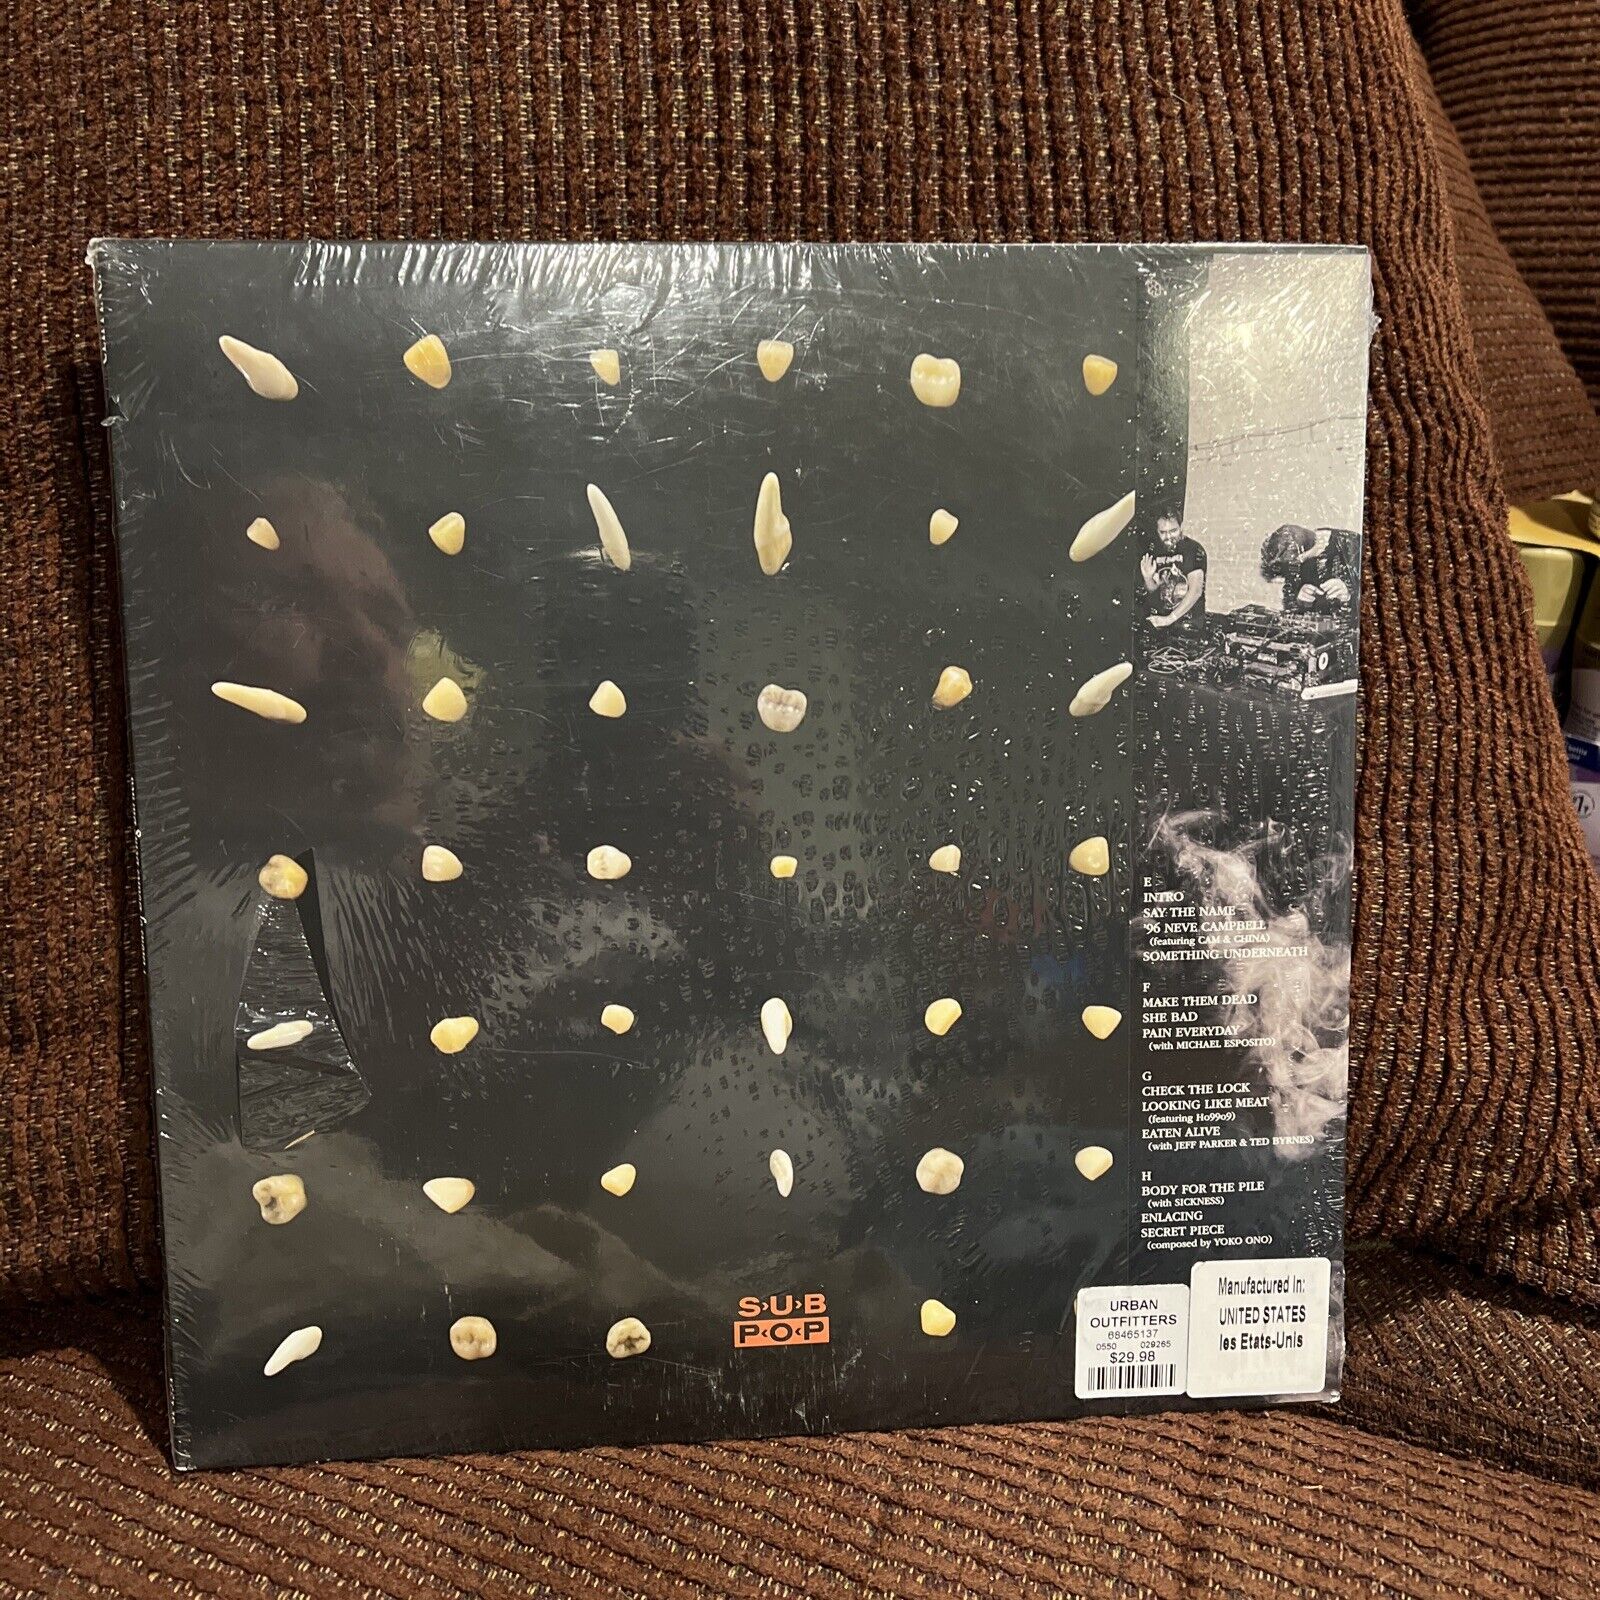 E
INTRO
SAY THE NAME
'96 NEVE CAMPBELL
(featuring CAM & CHINA)
SOMETHING UNDERNEATH
F
MAKE THEM DEAD
SHE BAD
PAIN EVERYDAY
(with MICHAEL ESPOSITO)
G
CHECK THE LOCK
LOOKING LIKE MEAT
(featuring Ho99o9)
EATEN ALIVE
(with JEFF PARKER & TED BYRNES)
H
BODY FOR THE PILE
(with SICKNESS)
ENLACING
SECRET PIECE
(composed by YOKO ONO)
S›U›B
P‹O‹P
URBAN
OUTFITTERS
68465137
0550 029265
$29.98
Manufactured In:
UNITED STATES
les Etats-Unis